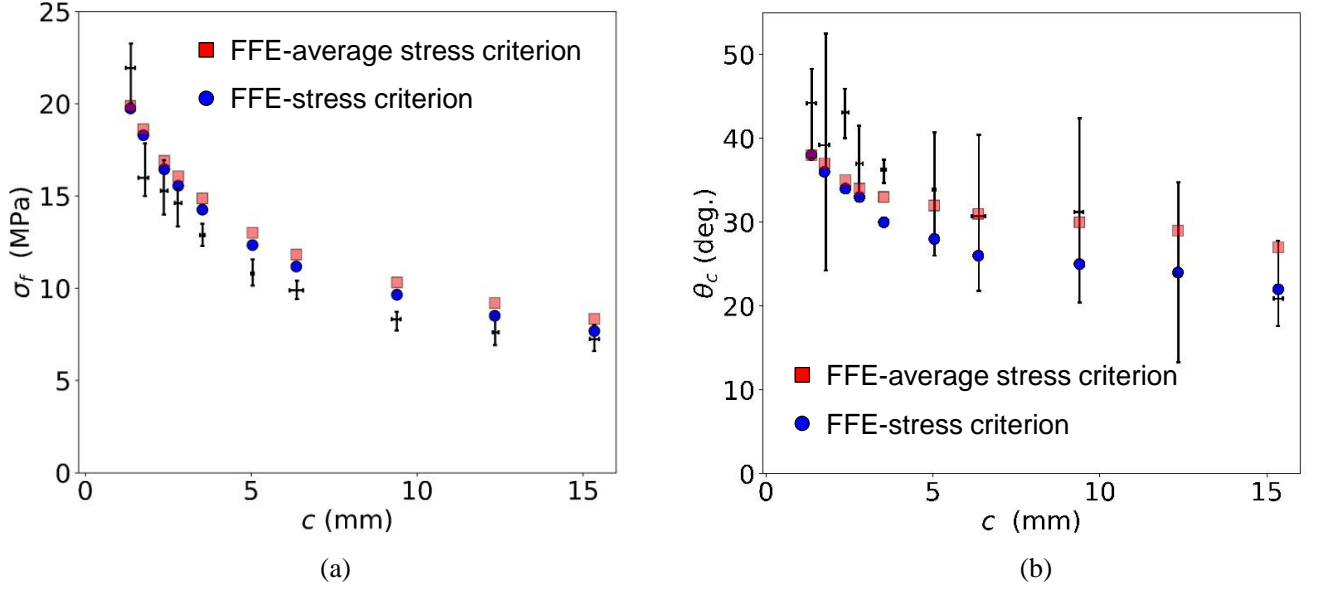 25
20
15
10
5
0
σf (MPa)
FFE-average stress criterion
FFE-stress criterion
0 5 10 15
c (mm)
(a)
50
40
30
20
10
0
θc (deg.)
FFE-average stress criterion
FFE-stress criterion
0 5 10 15
c (mm)
(b)